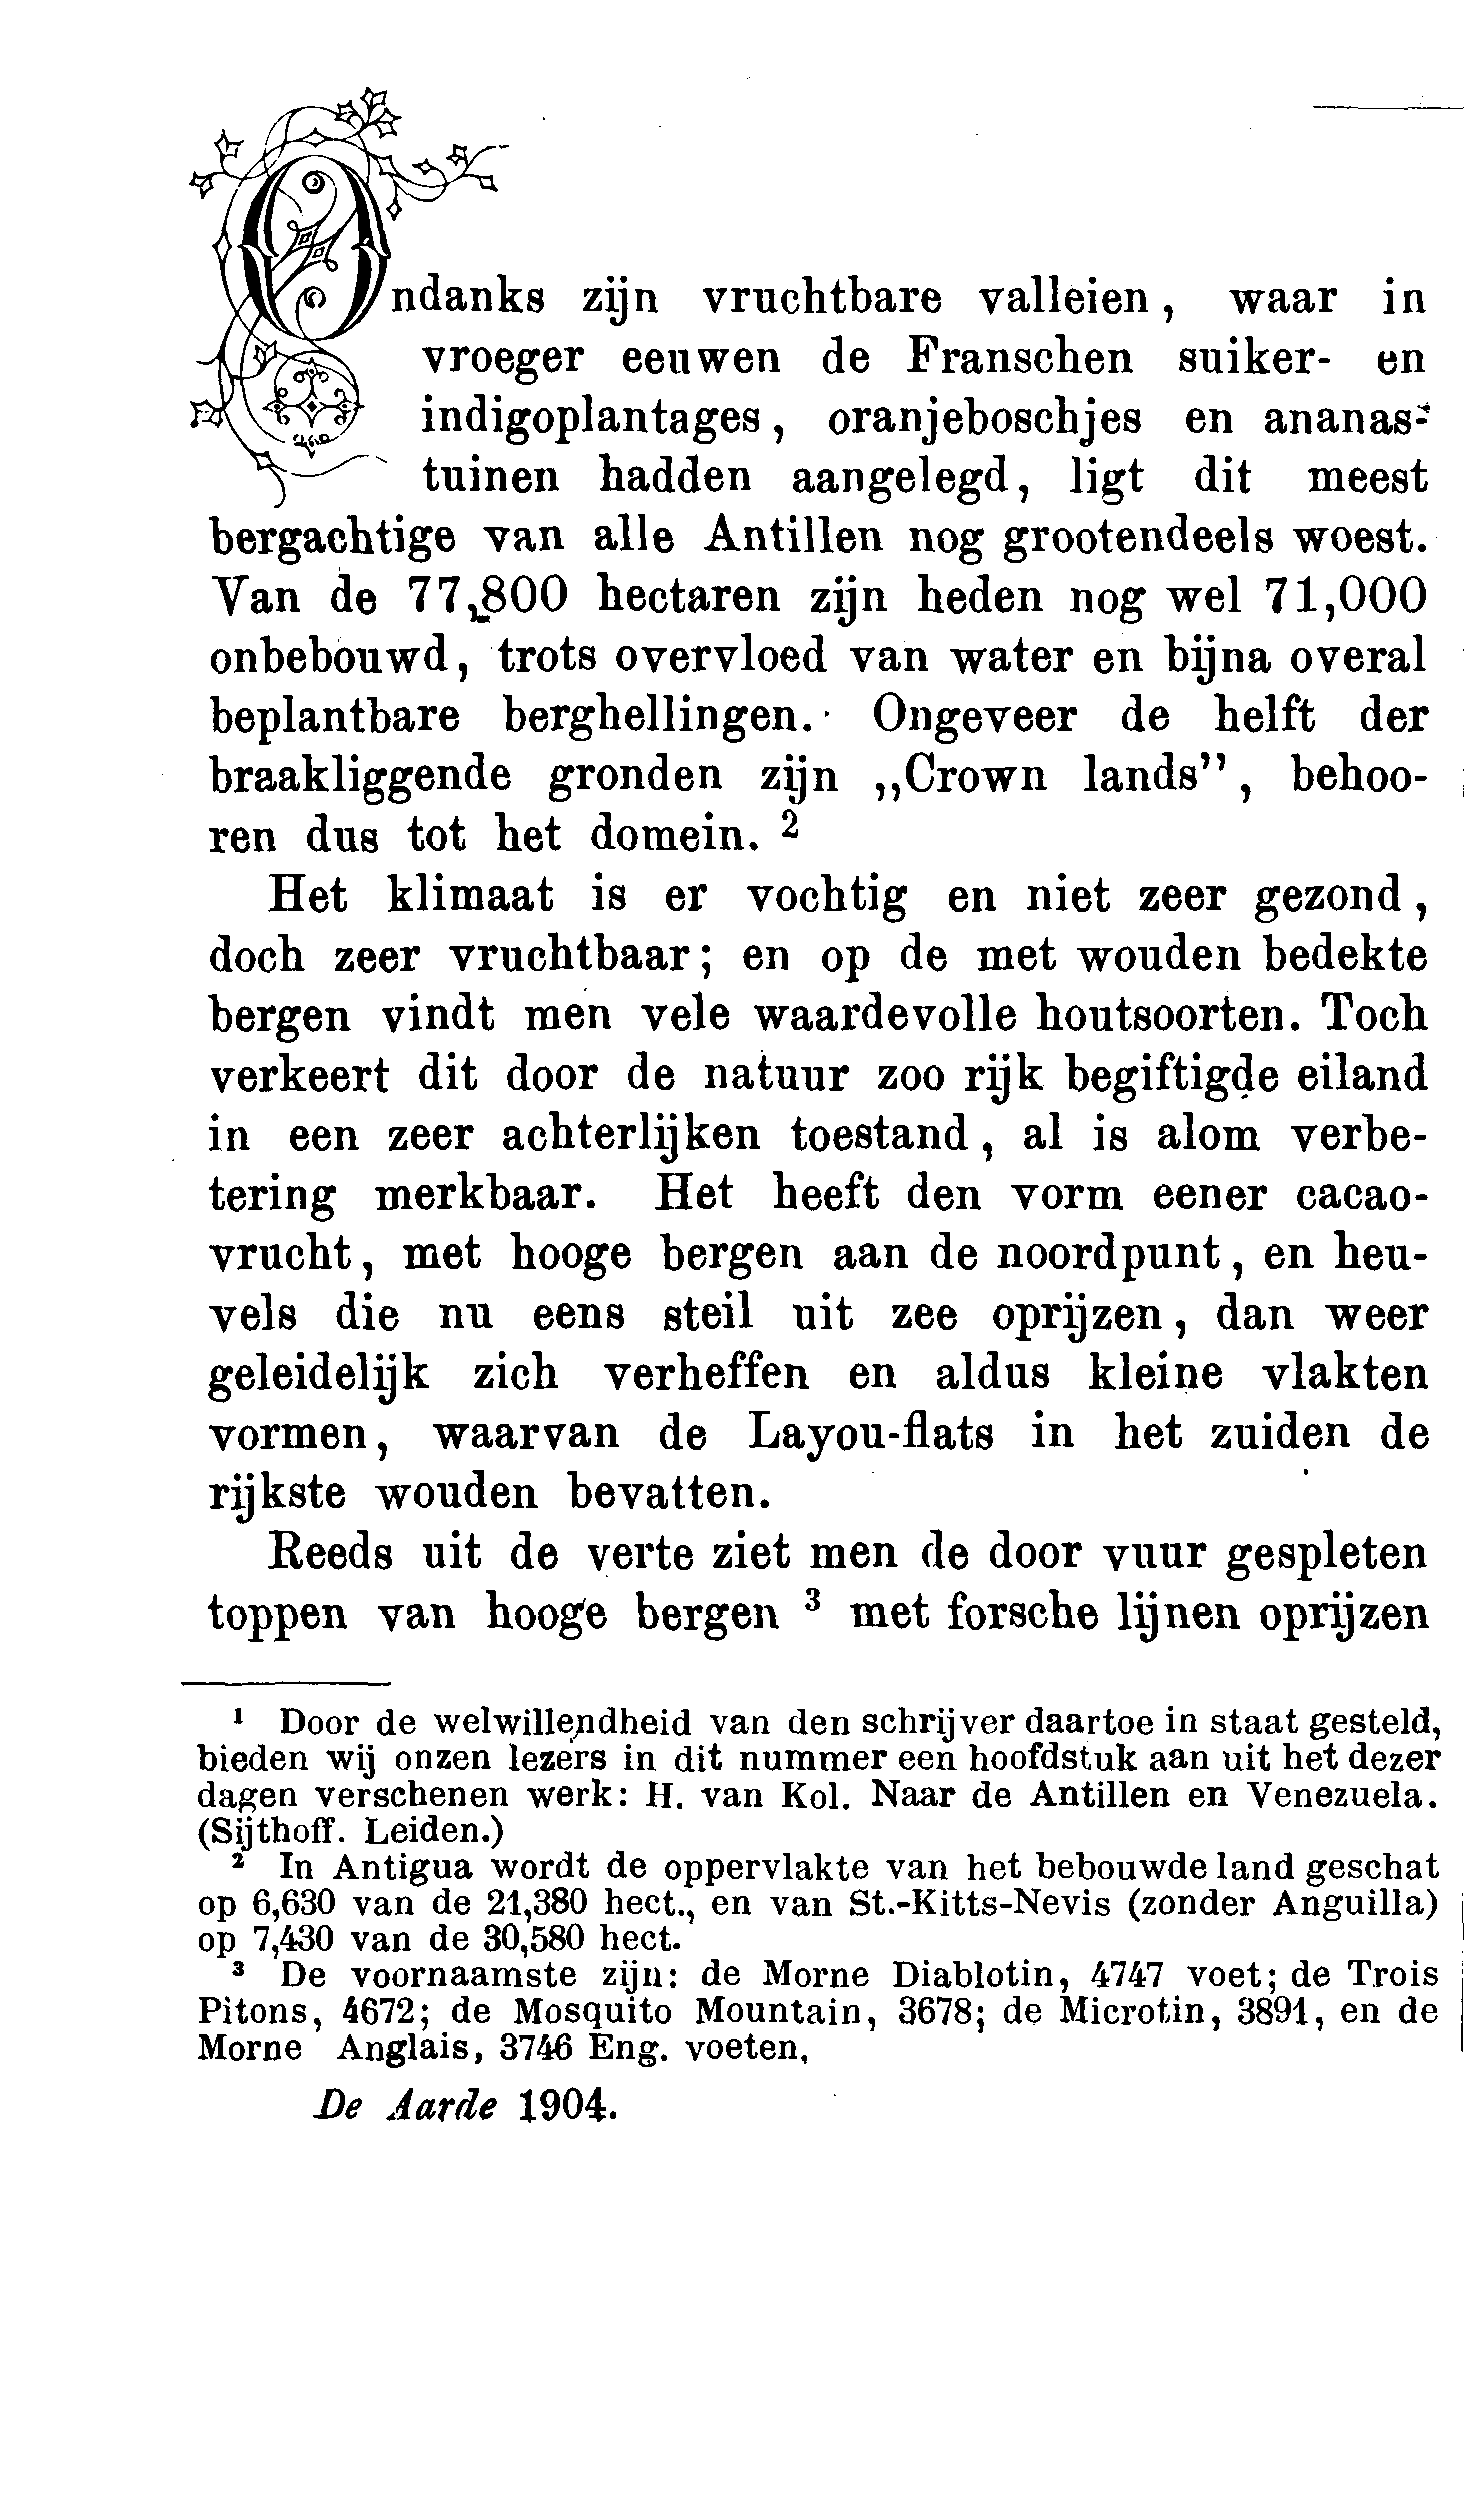 Ondanks zijn vruchtbare valleien, waar in
vroeger eeuwen de Franschen suiker- en
indigoplantages, oranjeboschjes en ananas-
tuinen hadden aangelegd, ligt dit meest
bergachtige van alle Antillen nog grootendeels woest.
Van de 77,800 hectaren zijn heden nog wel 71,000
onbebouwd, trots overvloed van water en bijna overal
beplantbare berghellingen. Ongeveer de helft der
braakliggende gronden zijn „Crown lands”, behoo-
ren dus tot het domein. ²
Het klimaat is er vochtig en niet zeer gezond,
doch zeer vruchtbaar; en op de met wouden bedekte
bergen vindt men vele waardevolle houtsoorten. Toch
verkeert dit door de natuur zoo rijk begiftigde eiland
in een zeer achterlijken toestand, al is alom verbe-
tering merkbaar. Het heeft den vorm eener cacao-
vrucht, met hooge bergen aan de noordpunt, en heu-
vels die nu eens steil uit zee oprijzen, dan weer
geleidelijk zich verheffen en aldus kleine vlakten
vormen, waarvan de Layou-flats in het zuiden de
rijkste wouden bevatten.
Reeds uit de verte ziet men de door vuur gespleten
toppen van hooge bergen ³ met forsche lijnen oprijzen
¹ Door de welwillendheid van den schrijver daartoe in staat gesteld,
bieden wij onzen lezers in dit nummer een hoofdstuk aan uit het dezer
dagen verschenen werk: H. van Kol. Naar de Antillen en Venezuela.
(Sijthoff. Leiden.)
² In Antigua wordt de oppervlakte van het bebouwde land geschat
op 6,630 van de 21,380 hect., en van St.-Kitts-Nevis (zonder Anguilla)
op 7,430 van de 30,580 hect.
³ De voornaamste zijn: de Morne Diablotin, 4747 voet; de Trois
Pitons, 4672; de Mosquito Mountain, 3678; de Microtin, 3891, en de
Morne Anglais, 3746 Eng. voeten,
De Aarde 1904.